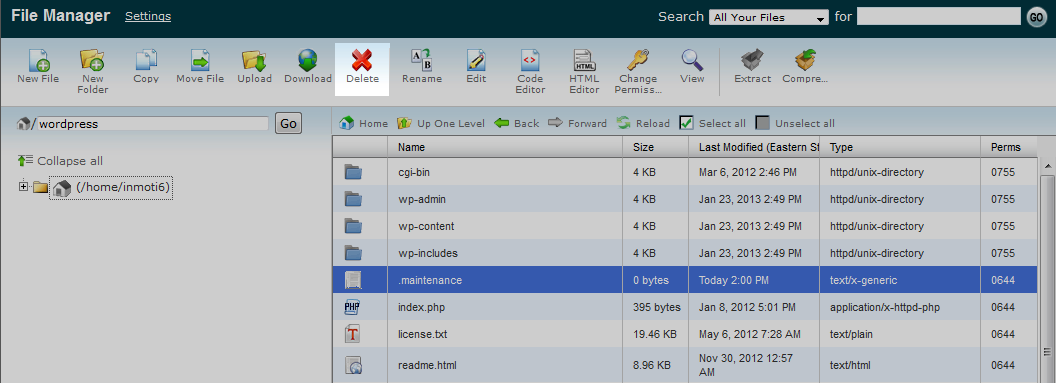 File Manager Settings Search All Your Files for GO
New File New Folder Copy Move File Upload Download Delete Rename Edit Code Editor HTML Editor Change Permiss... View Extract Compre...
/ wordpress Go
Home Up One Level Back Forward Reload Select all Unselect all
Collapse all
(/home/inmoti6)
Name Size Last Modified (Eastern St Type Perms
cgi-bin 4 KB Mar 6, 2012 2:46 PM httpd/unix-directory 0755
wp-admin 4 KB Jan 23, 2013 2:49 PM httpd/unix-directory 0755
wp-content 4 KB Jan 23, 2013 2:49 PM httpd/unix-directory 0755
wp-includes 4 KB Jan 23, 2013 2:49 PM httpd/unix-directory 0755
.maintenance 0 bytes Today 2:00 PM text/x-generic 0644
PHP index.php 395 bytes Jan 8, 2012 5:01 PM application/x-httpd-php 0644
T license.txt 19.46 KB May 6, 2012 7:28 AM text/plain 0644
readme.html 8.96 KB Nov 30, 2012 12:57 AM text/html 0644